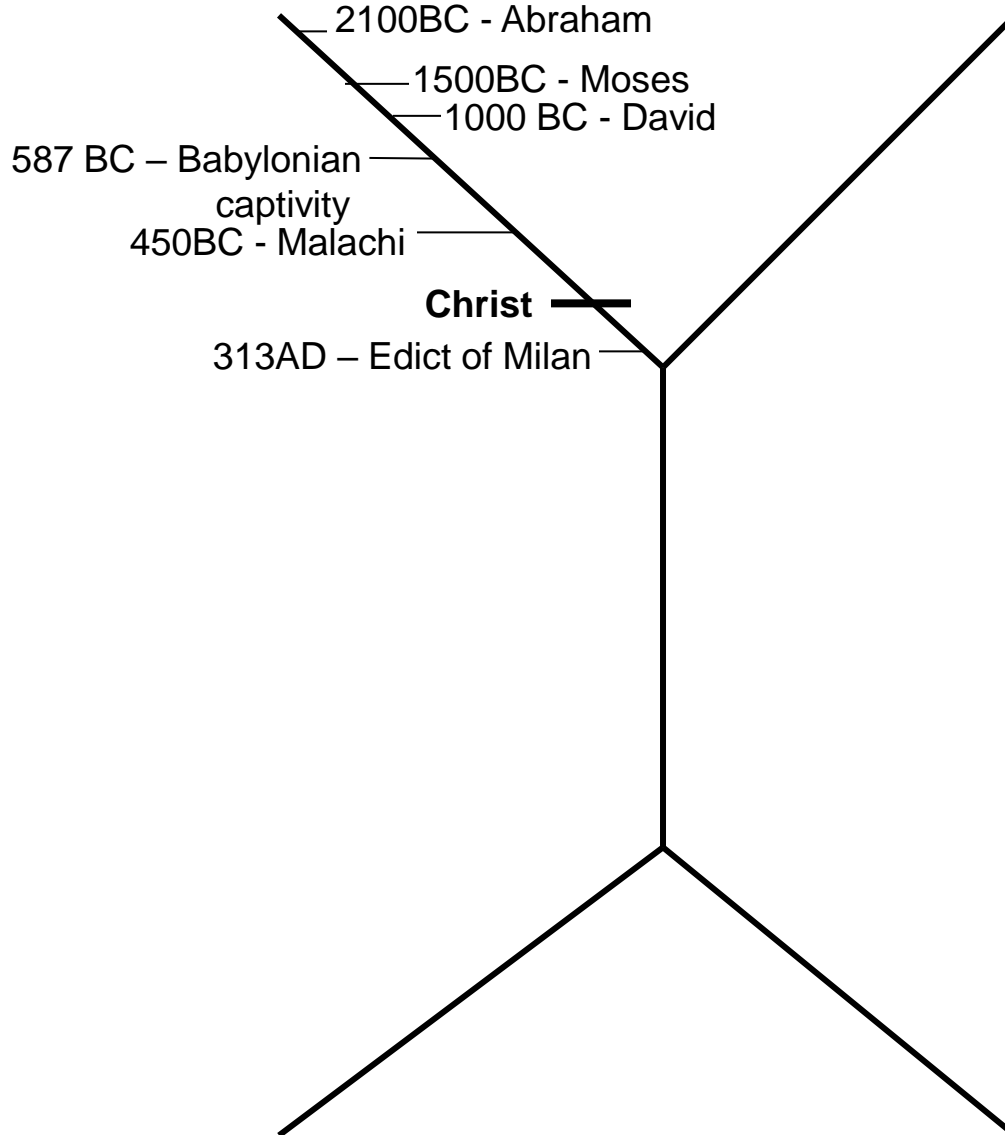 2100BC - Abraham
1500BC - Moses
1000 BC - David
587 BC – Babylonian
captivity
450BC - Malachi
Christ
313AD – Edict of Milan